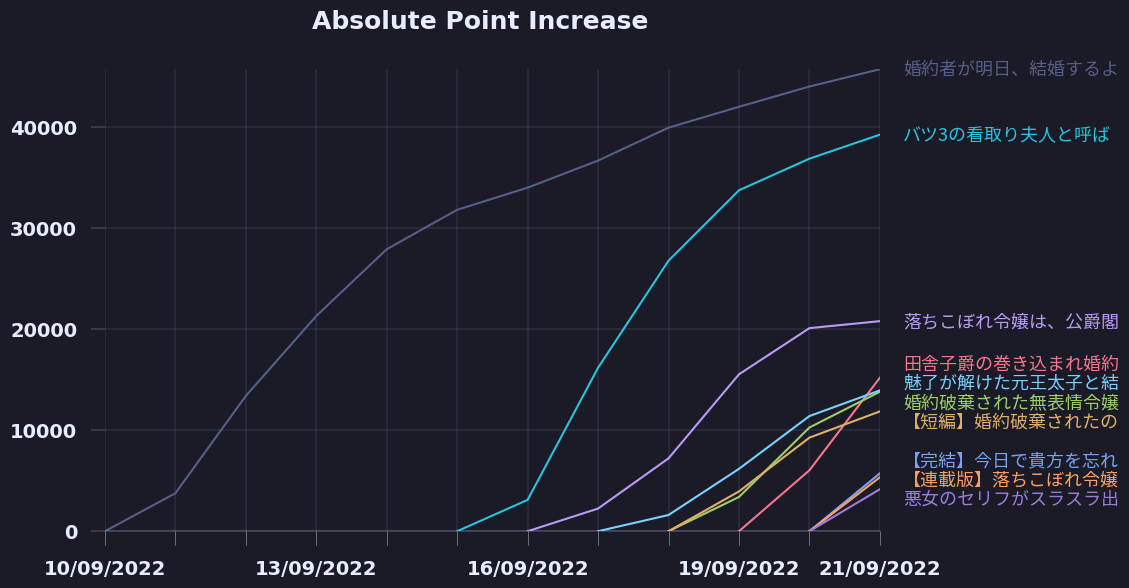 Absolute Point Increase
婚約者が明日、結婚するよ
バツ3の看取り夫人と呼ば
落ちこぼれ令嬢は、公爵閣
田舎子爵の巻き込まれ婚約
魅了が解けた元王太子と結
婚約破棄された無表情令嬢
【短編】婚約破棄されたの
【完結】今日で貴方を忘れ
【連載版】落ちこぼれ令嬢
悪女のセリフがスラスラ出
40000
30000
20000
10000
0
10/09/2022 13/09/2022 16/09/2022 19/09/2022 21/09/2022